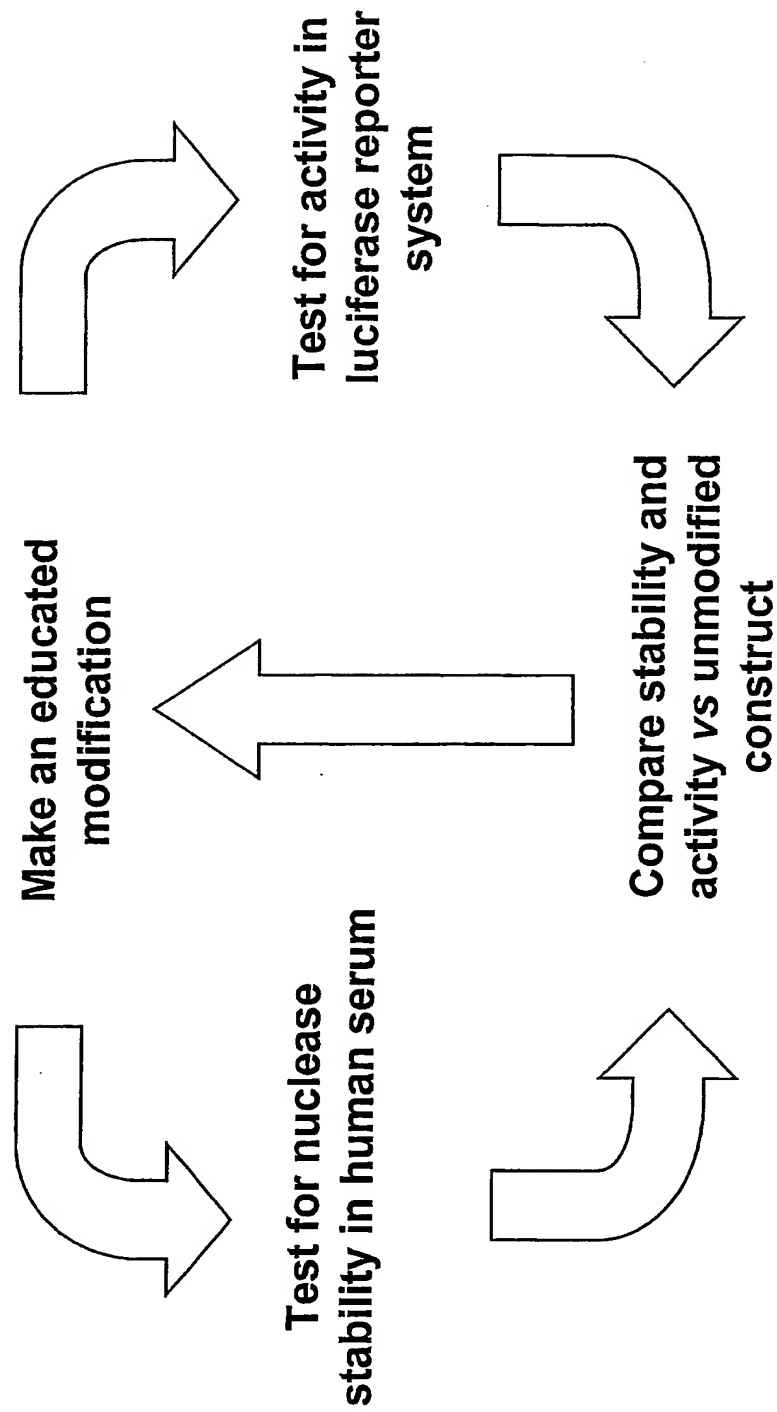 Make an educated
modification
Test for nuclease
stability in human serum
Test for activity in
luciferase reporter
system
Compare stability and
activity vs unmodified
construct